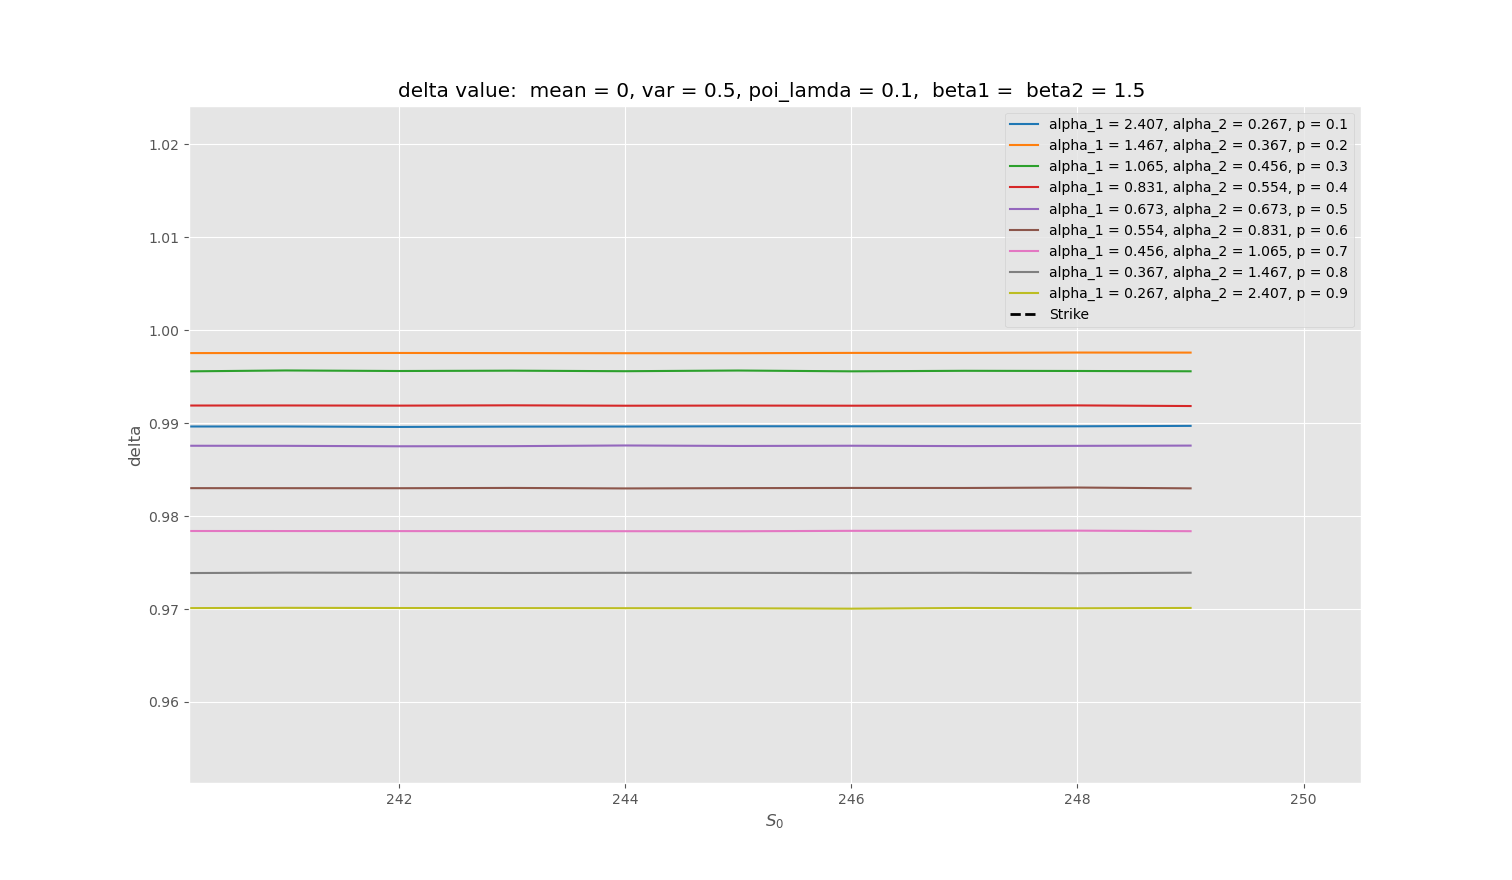 delta value:  mean = 0, var = 0.5, poi_lamda = 0.1,  beta1 =  beta2 = 1.5
alpha_1 = 2.407, alpha_2 = 0.267, p = 0.1
alpha_1 = 1.467, alpha_2 = 0.367, p = 0.2
alpha_1 = 1.065, alpha_2 = 0.456, p = 0.3
alpha_1 = 0.831, alpha_2 = 0.554, p = 0.4
alpha_1 = 0.673, alpha_2 = 0.673, p = 0.5
alpha_1 = 0.554, alpha_2 = 0.831, p = 0.6
alpha_1 = 0.456, alpha_2 = 1.065, p = 0.7
alpha_1 = 0.367, alpha_2 = 1.467, p = 0.8
alpha_1 = 0.267, alpha_2 = 2.407, p = 0.9
Strike
1.02
1.01
1.00
0.99
0.98
0.97
0.96
delta
242 244 246 248 250
S_0